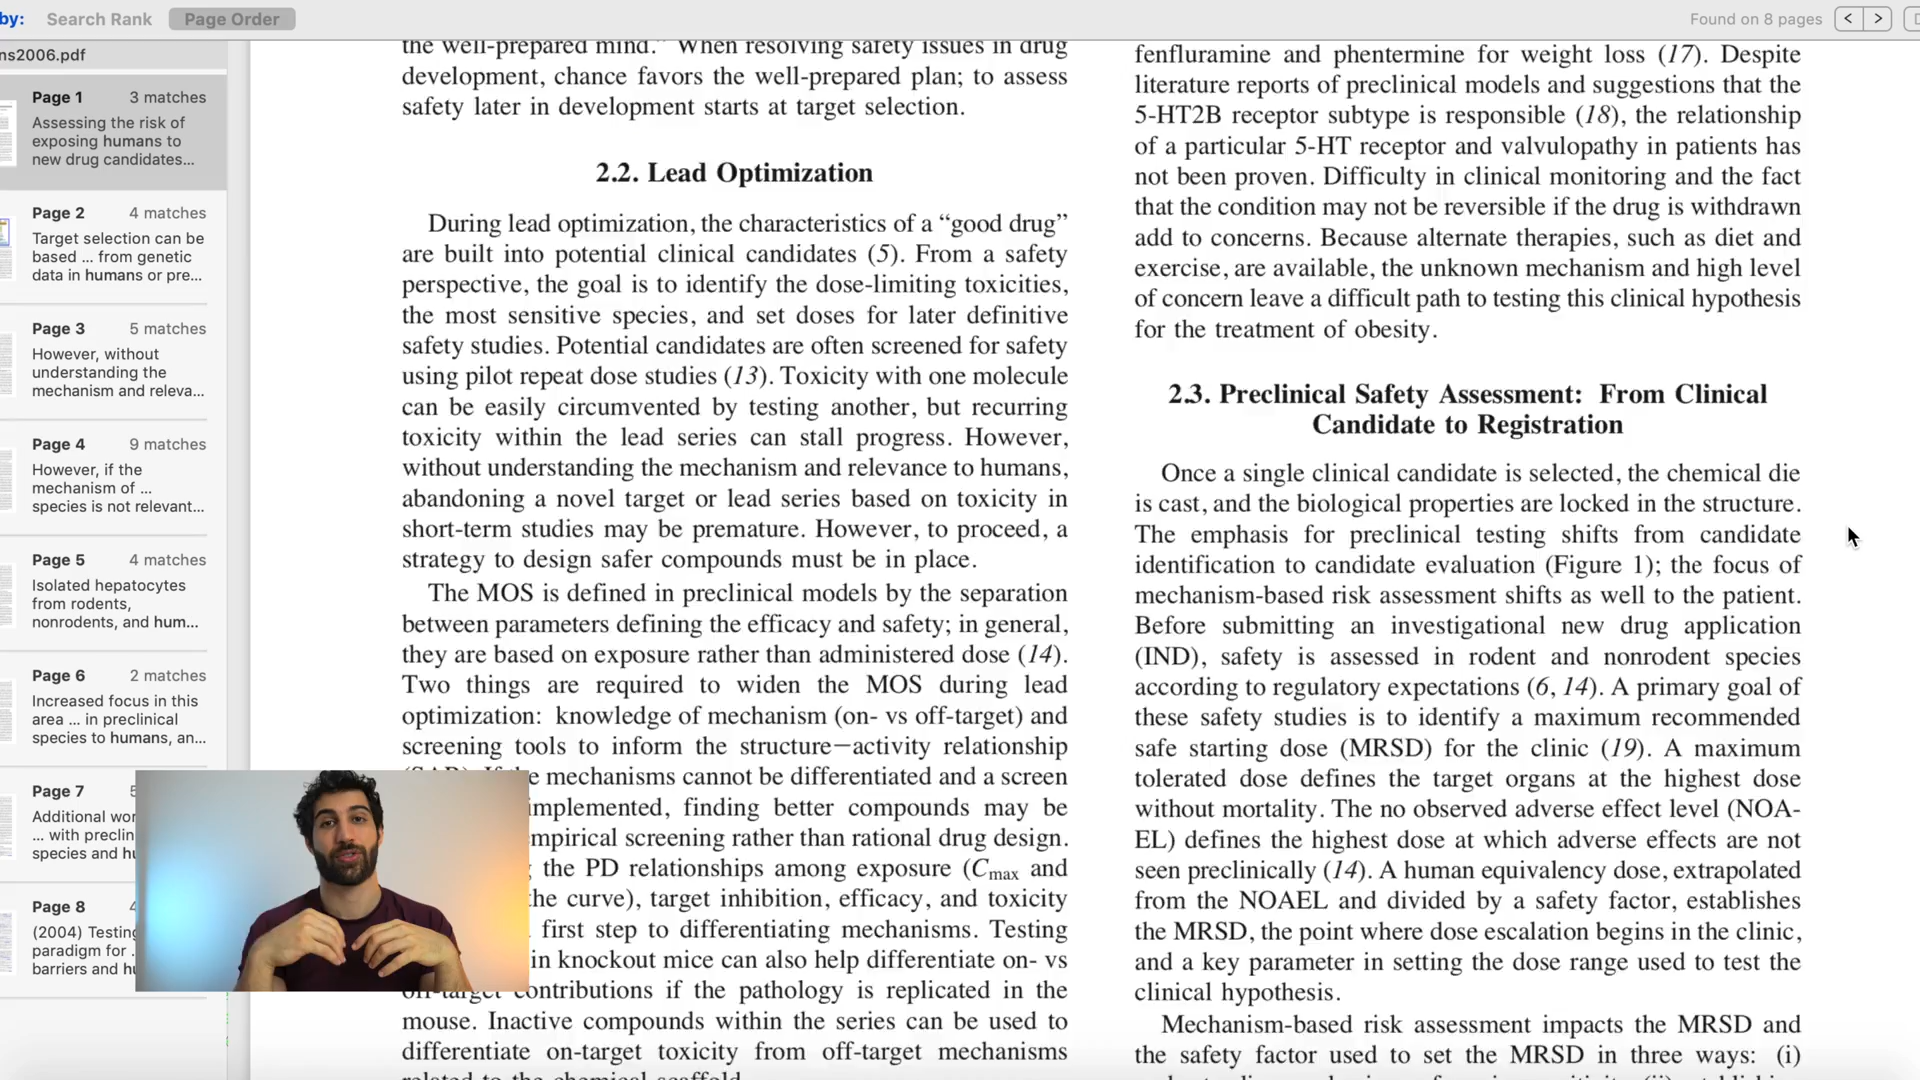 by:
Search Rank
Page Order
Found on 8 pages
ns2006.pdf
Page 1
3 matches
Assessing the risk of
exposing humans to
new drug candidates...
Page 2
4 matches
Target selection can be
based ... from genetic
data in humans or pre...
Page 3
5 matches
However, without
understanding the
mechanism and releva...
Page 4
9 matches
However, if the
mechanism of ...
species is not relevant...
Page 5
4 matches
Isolated hepatocytes
from rodents,
nonrodents, and hum...
Page 6
2 matches
Increased focus in this
area ... in preclinical
species to humans, an...
Page 7
5
Additional wor
... with preclin
species and hu
Page 8
4
(2004) Testing
paradigm for
barriers and hu
the well-prepared mind.” When resolving safety issues in drug
development, chance favors the well-prepared plan; to assess
safety later in development starts at target selection.
2.2. Lead Optimization
During lead optimization, the characteristics of a “good drug”
are built into potential clinical candidates (5). From a safety
perspective, the goal is to identify the dose-limiting toxicities,
the most sensitive species, and set doses for later definitive
safety studies. Potential candidates are often screened for safety
using pilot repeat dose studies (13). Toxicity with one molecule
can be easily circumvented by testing another, but recurring
toxicity within the lead series can stall progress. However,
without understanding the mechanism and relevance to humans,
abandoning a novel target or lead series based on toxicity in
short-term studies may be premature. However, to proceed, a
strategy to design safer compounds must be in place.
The MOS is defined in preclinical models by the separation
between parameters defining the efficacy and safety; in general,
they are based on exposure rather than administered dose (14).
Two things are required to widen the MOS during lead
optimization: knowledge of mechanism (on- vs off-target) and
screening tools to inform the structure−activity relationship
mechanisms cannot be differentiated and a screen
implemented, finding better compounds may be
empirical screening rather than rational drug design.
the PD relationships among exposure (Cmax and
the curve), target inhibition, efficacy, and toxicity
first step to differentiating mechanisms. Testing
in knockout mice can also help differentiate on- vs
off-target contributions if the pathology is replicated in the
mouse. Inactive compounds within the series can be used to
differentiate on-target toxicity from off-target mechanisms
related to the chemical scaffold.
fenfluramine and phentermine for weight loss (17). Despite
literature reports of preclinical models and suggestions that the
5-HT2B receptor subtype is responsible (18), the relationship
of a particular 5-HT receptor and valvulopathy in patients has
not been proven. Difficulty in clinical monitoring and the fact
that the condition may not be reversible if the drug is withdrawn
add to concerns. Because alternate therapies, such as diet and
exercise, are available, the unknown mechanism and high level
of concern leave a difficult path to testing this clinical hypothesis
for the treatment of obesity.
2.3. Preclinical Safety Assessment: From Clinical
Candidate to Registration
Once a single clinical candidate is selected, the chemical die
is cast, and the biological properties are locked in the structure.
The emphasis for preclinical testing shifts from candidate
identification to candidate evaluation (Figure 1); the focus of
mechanism-based risk assessment shifts as well to the patient.
Before submitting an investigational new drug application
(IND), safety is assessed in rodent and nonrodent species
according to regulatory expectations (6, 14). A primary goal of
these safety studies is to identify a maximum recommended
safe starting dose (MRSD) for the clinic (19). A maximum
tolerated dose defines the target organs at the highest dose
without mortality. The no observed adverse effect level (NOA-
EL) defines the highest dose at which adverse effects are not
seen preclinically (14). A human equivalency dose, extrapolated
from the NOAEL and divided by a safety factor, establishes
the MRSD, the point where dose escalation begins in the clinic,
and a key parameter in setting the dose range used to test the
clinical hypothesis.
Mechanism-based risk assessment impacts the MRSD and
the safety factor used to set the MRSD in three ways: (i)